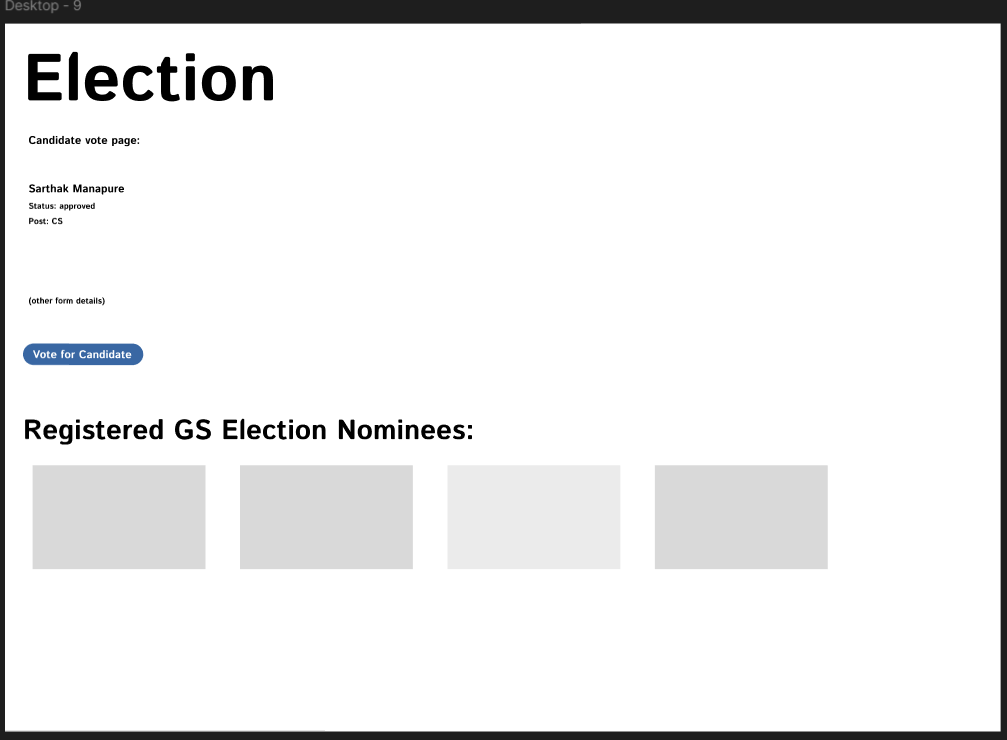 Desktop - 9
Election
Candidate vote page:
Sarthak Manapure
Status: approved
Post: CS
(other form details)
Vote for Candidate
Registered GS Election Nominees: